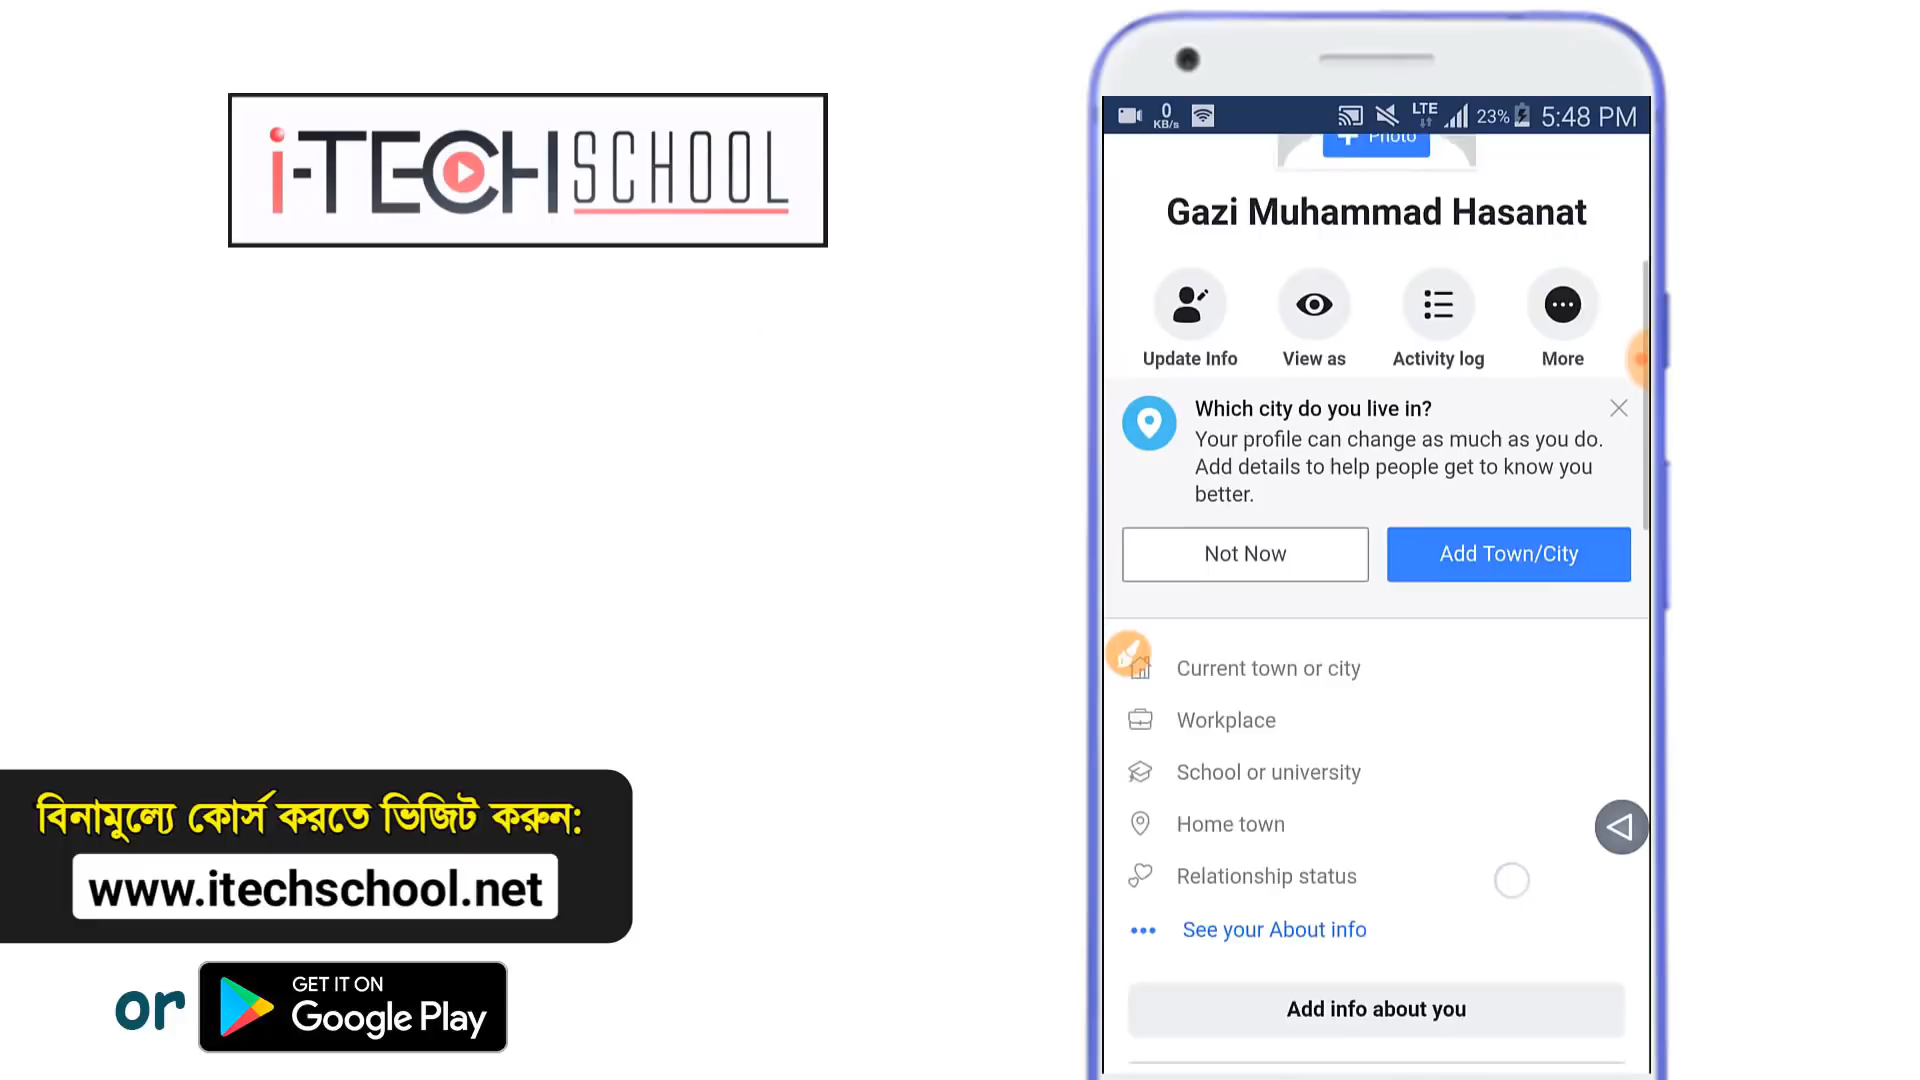 i-TECH SCHOOL
বিনামুল্যে কোর্স করতে ভিজিট করুন:
www.itechschool.net
or
GET IT ON
Google Play
0
KB/s
LTE
23%
5:48 PM
+ Photo
Gazi Muhammad Hasanat
Update Info
View as
Activity log
More
Which city do you live in?
Your profile can change as much as you do.
Add details to help people get to know you
better.
Not Now
Add Town/City
Current town or city
Workplace
School or university
Home town
Relationship status
See your About info
Add info about you